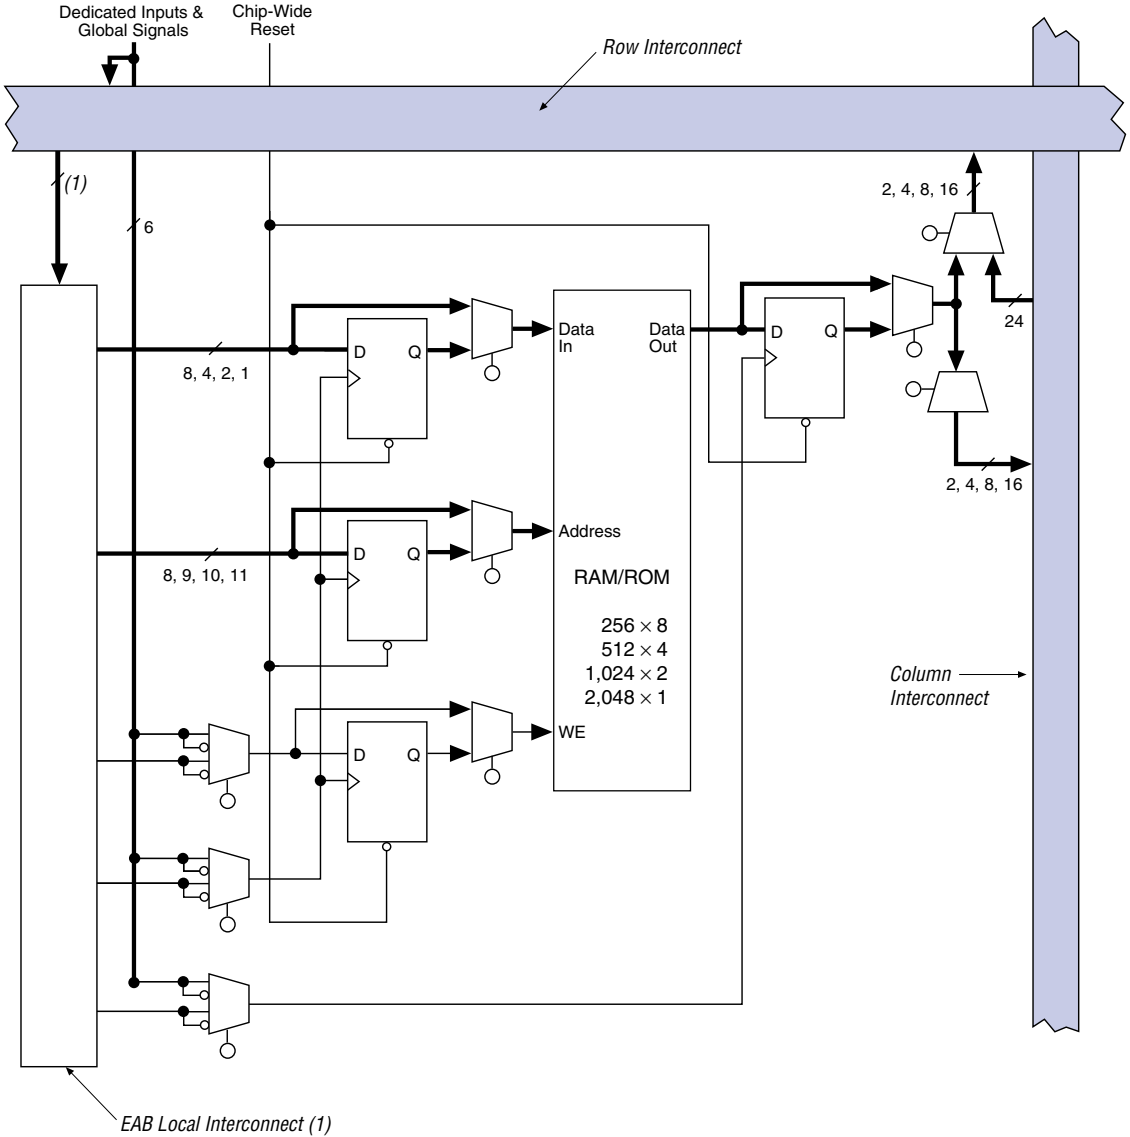 Dedicated Inputs &
Global Signals
Chip-Wide
Reset
Row Interconnect
(1)
6
2, 4, 8, 16
24
8, 4, 2, 1
D
Q
Data
In
Data
Out
D
Q
2, 4, 8, 16
8, 9, 10, 11
D
Q
Address
RAM/ROM
256 × 8
512 × 4
1,024 × 2
2,048 × 1
Column
Interconnect
D
Q
WE
EAB Local Interconnect (1)